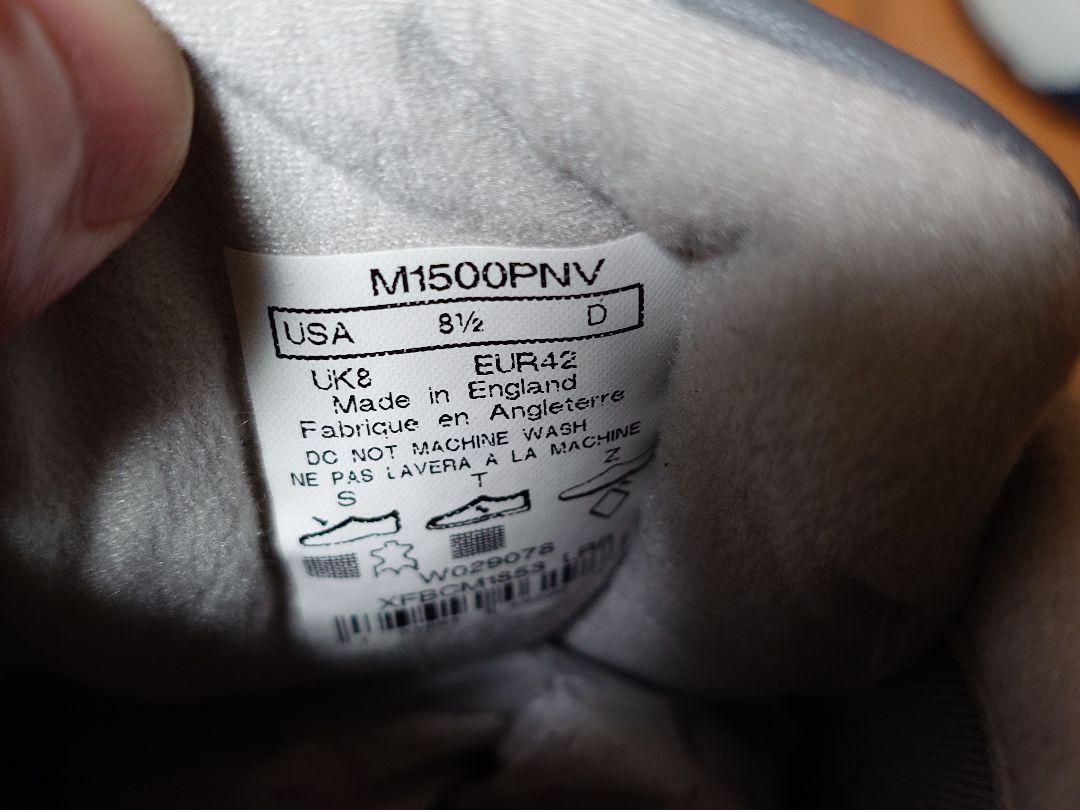 M1500PNV
USA 8½ D
UK8 EUR42
Made in England
Fabrique en Angleterre
DO NOT MACHINE WASH
NE PAS LAVERA A LA MACHINE
S T Z
W029078
XFBCM1853